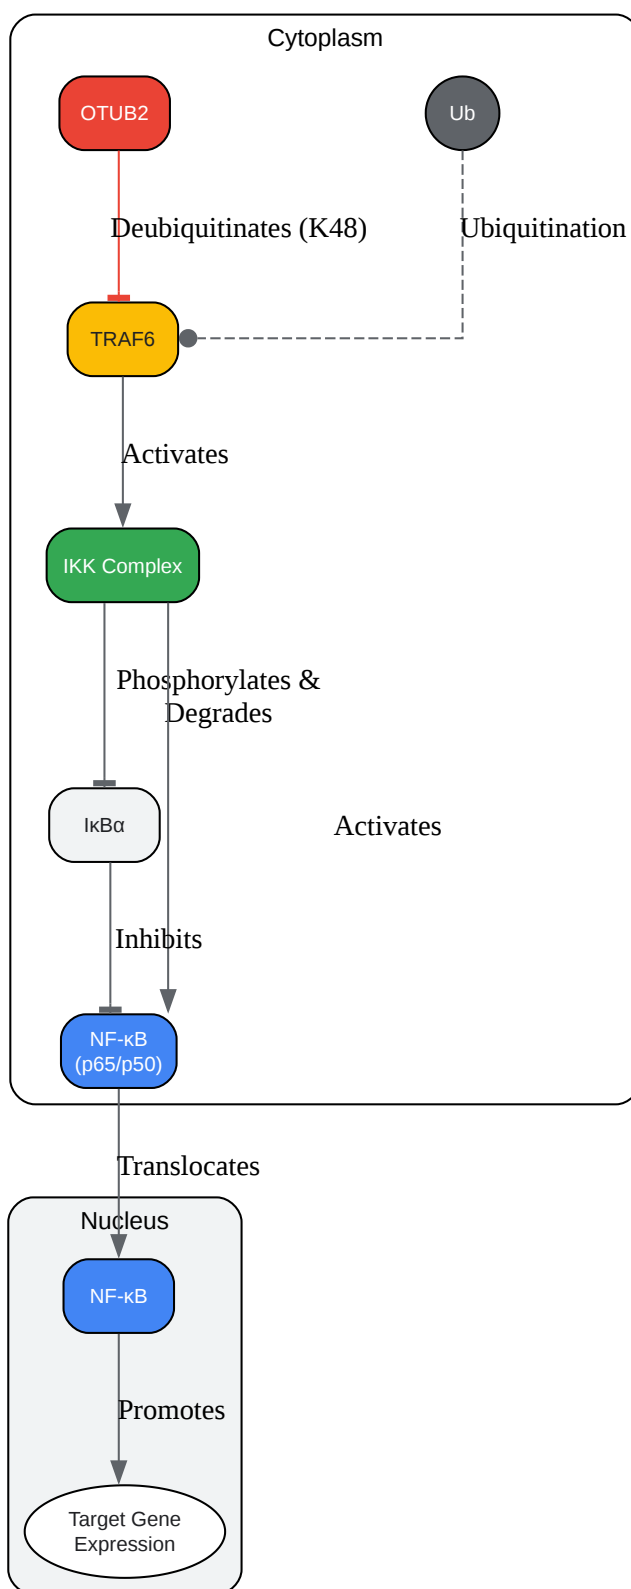 Cytoplasm
OTUB2
Ub
Deubiquitinates (K48)
Ubiquitination
TRAF6
Activates
IKK Complex
Phosphorylates &
Degrades
IκBα
Activates
Inhibits
NF-κB
(p65/p50)
Translocates
Nucleus
NF-κB
Promotes
Target Gene
Expression